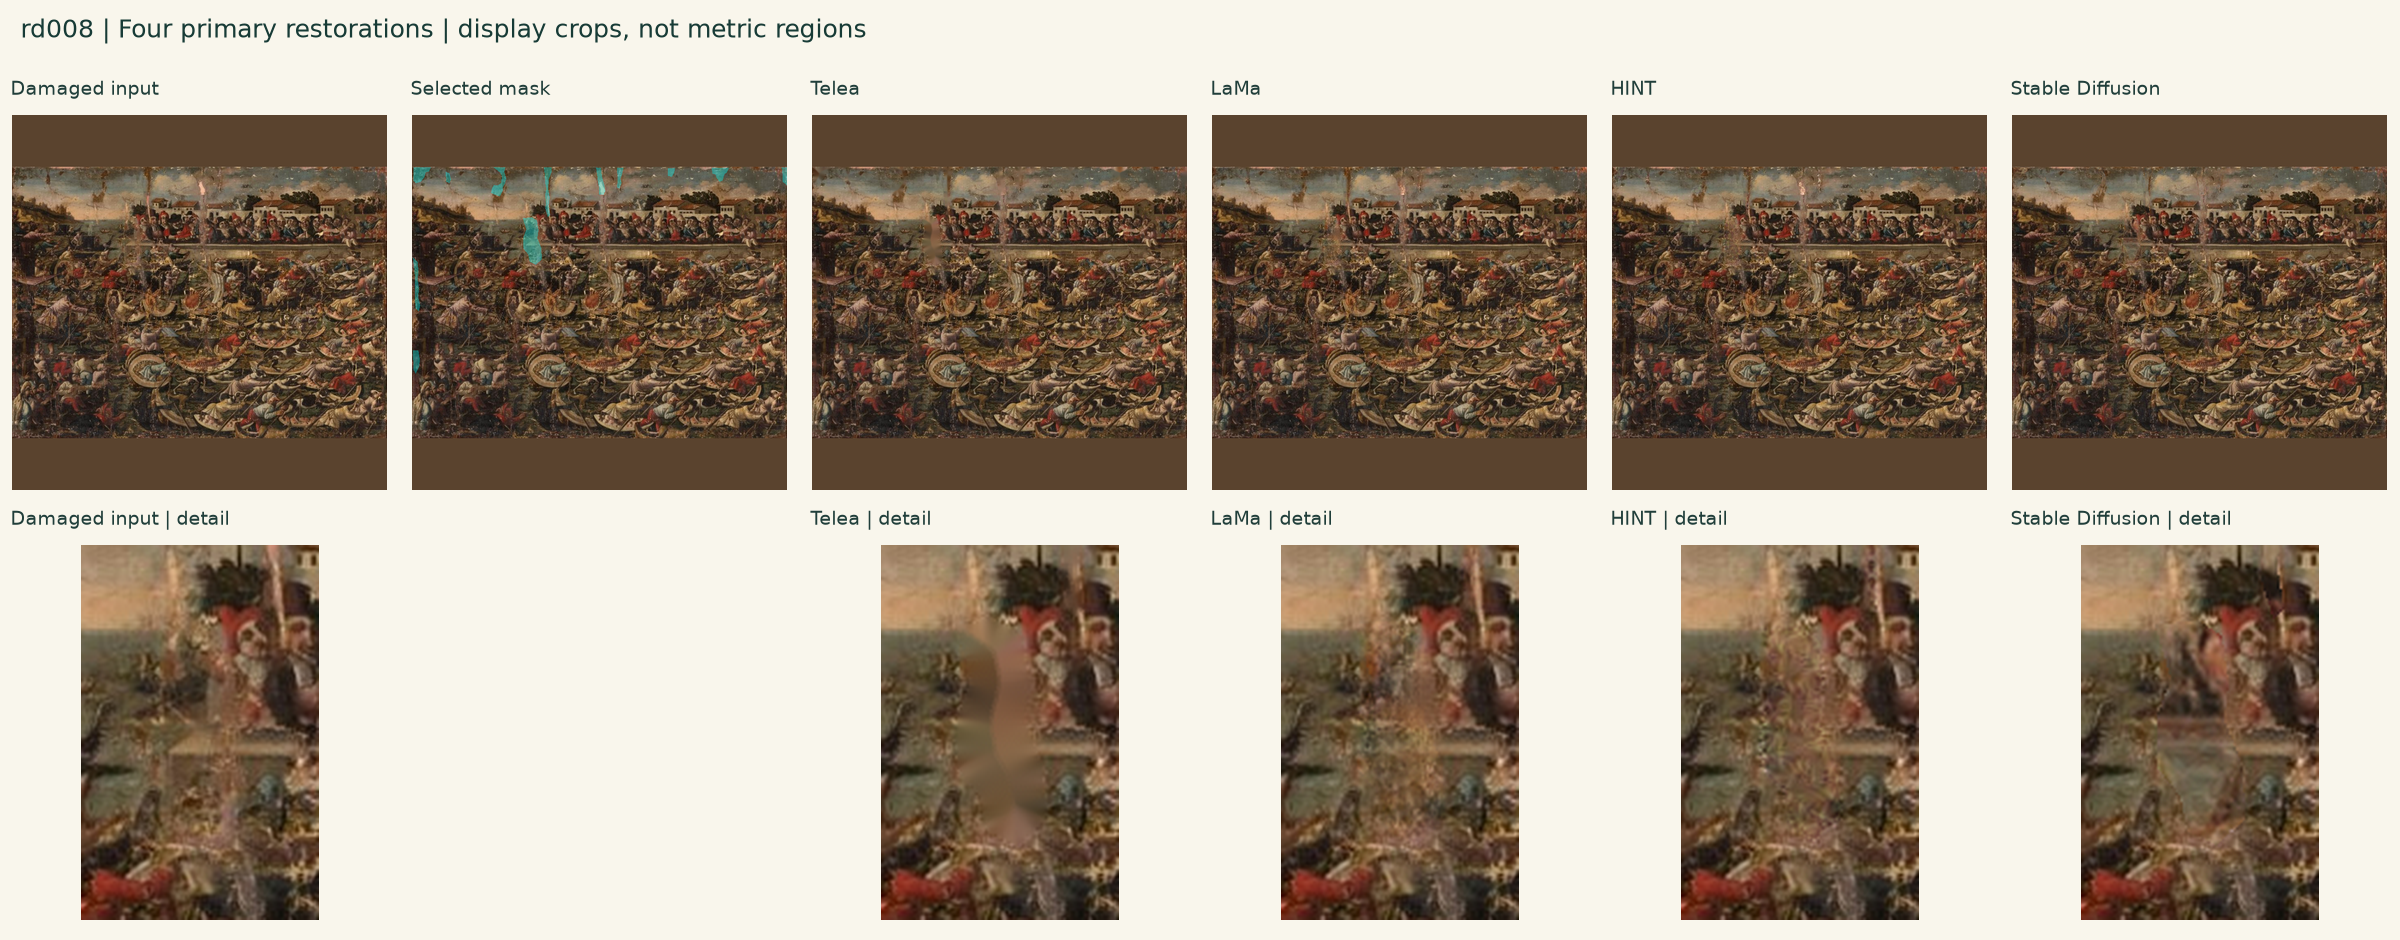 rd008 | Four primary restorations | display crops, not metric regions
Damaged input
Selected mask
Telea
LaMa
HINT
Stable Diffusion
Damaged input | detail
Telea | detail
LaMa | detail
HINT | detail
Stable Diffusion | detail